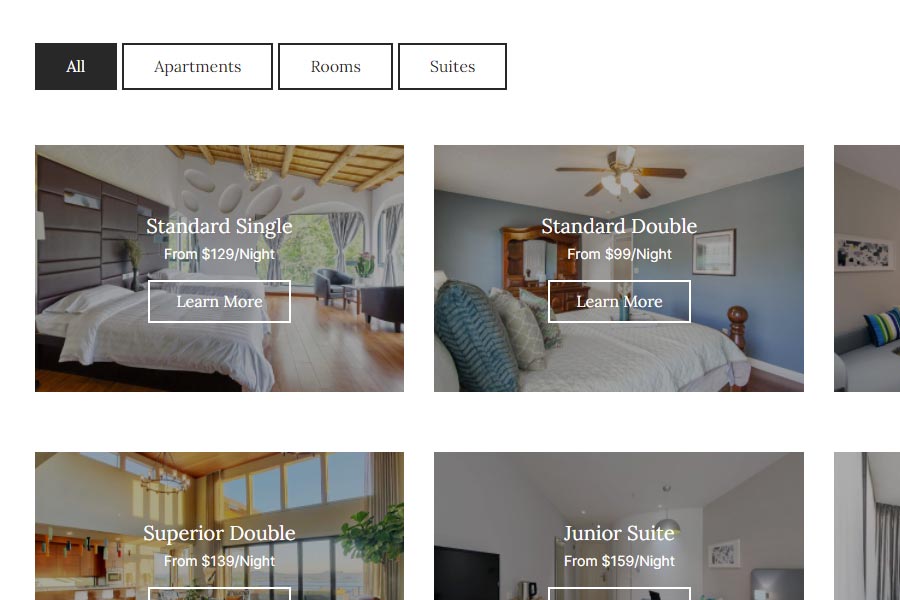 All
Apartments
Rooms
Suites
Standard Single
From $129/Night
Learn More
Standard Double
From $99/Night
Learn More
Superior Double
From $139/Night
Junior Suite
From $159/Night